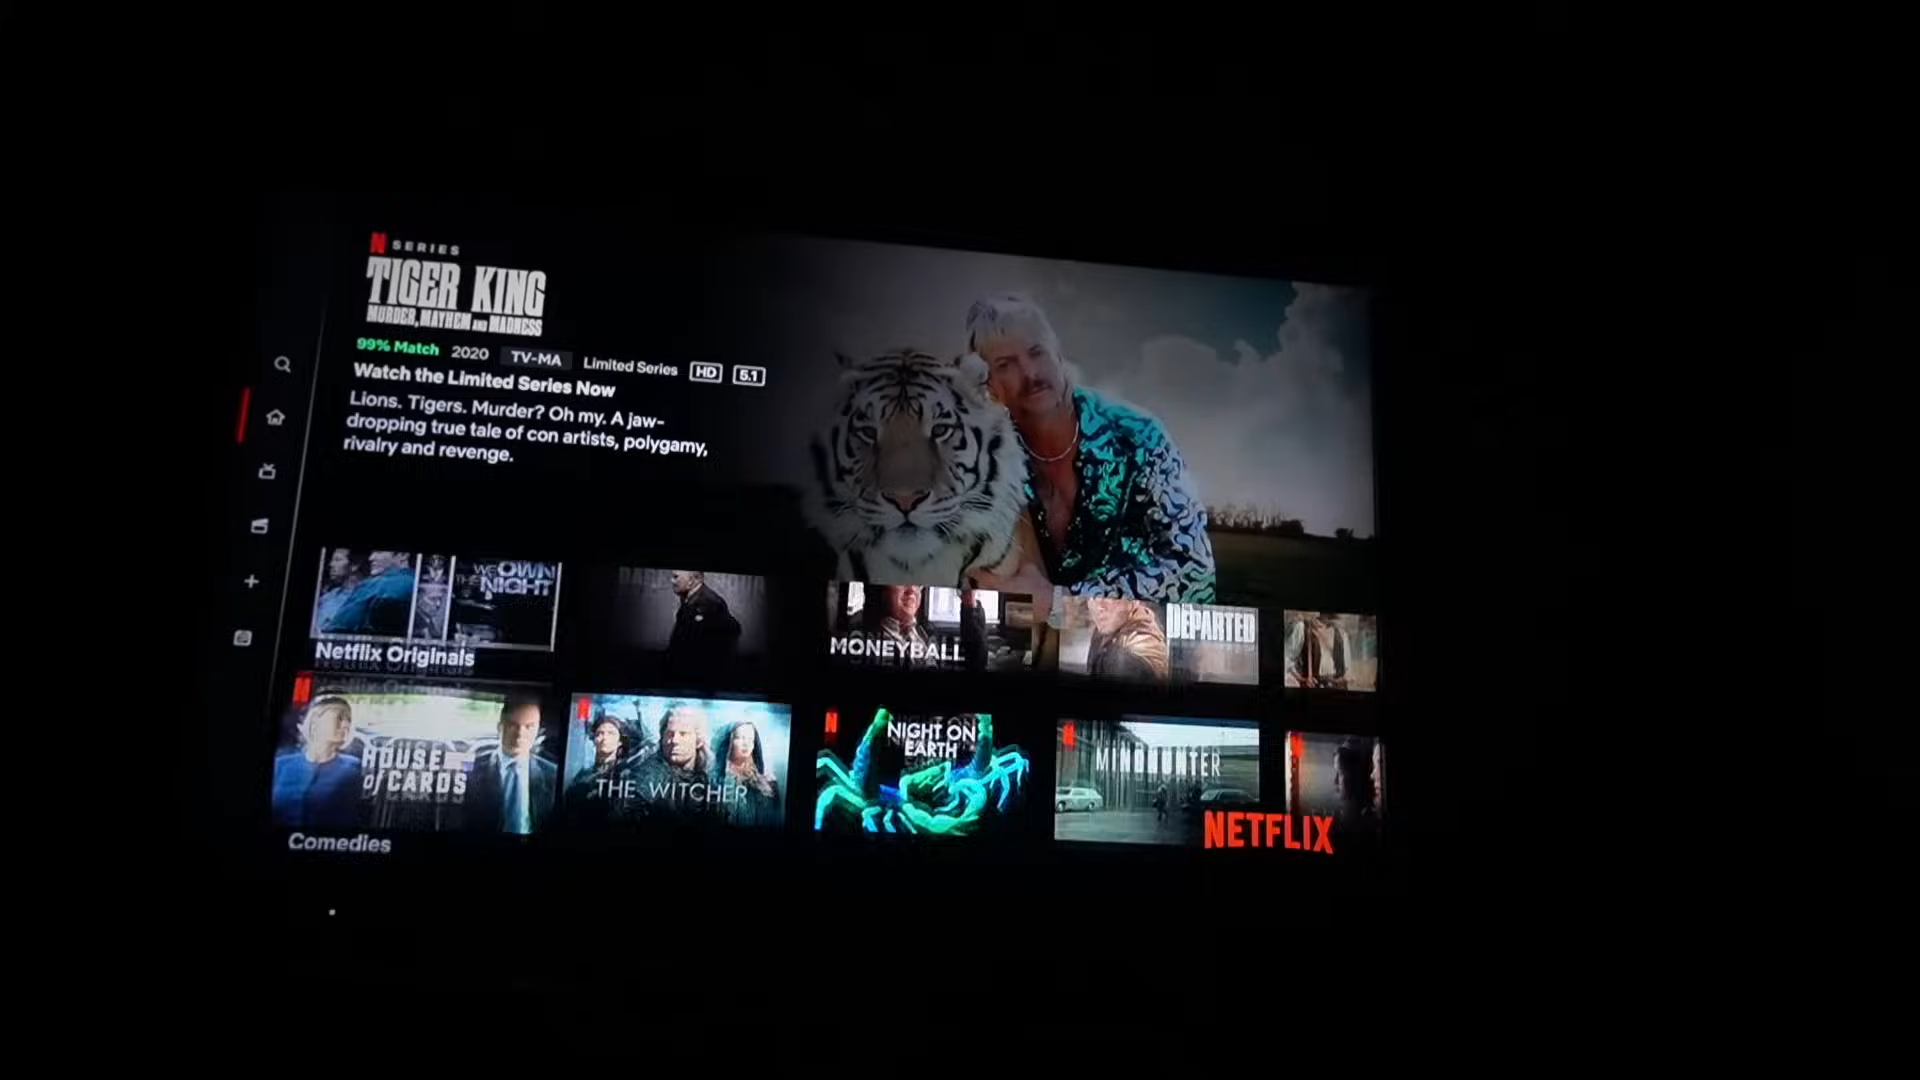 N SERIES
TIGER KING
MURDER, MAYHEM AND MADNESS
99% Match 2020 TV-MA Limited Series HD 5.1
Watch the Limited Series Now
Lions. Tigers. Murder? Oh my. A jaw-
dropping true tale of con artists, polygamy,
rivalry and revenge.
WE OWN
THE NIGHT
MONEYBALL
DEPARTED
Netflix Originals
HOUSE
of CARDS
THE WITCHER
NIGHT ON
EARTH
MINDHUNTER
NETFLIX
Comedies